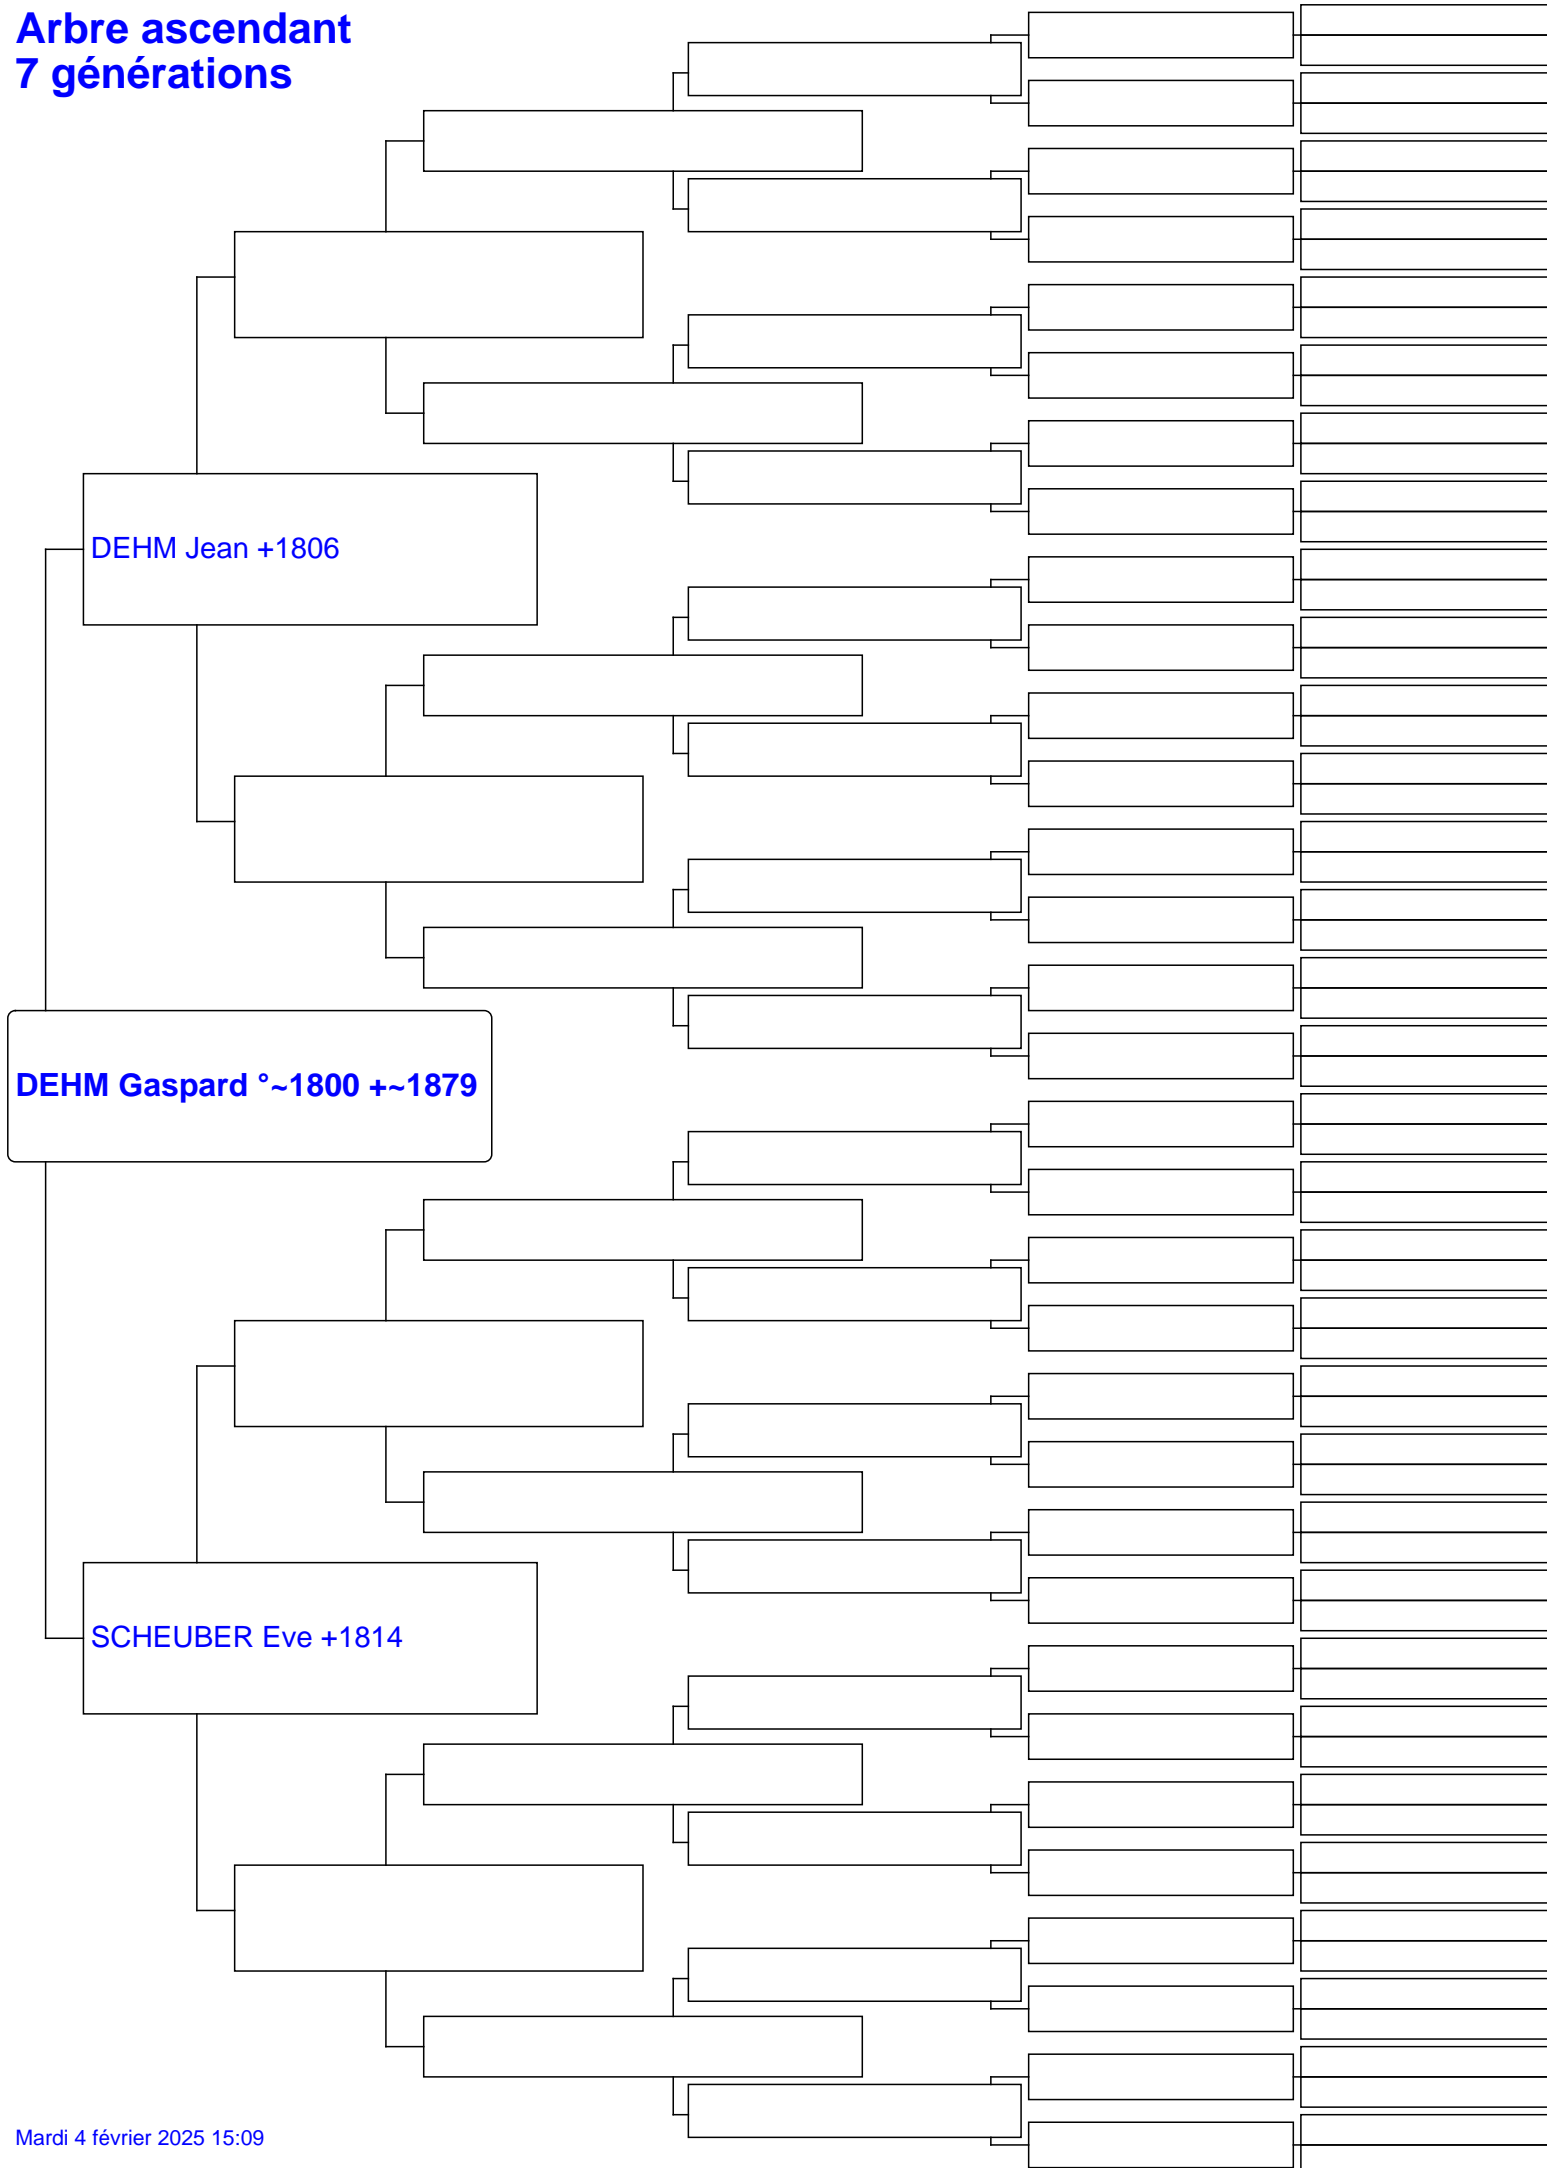 Arbre ascendant
7 générations
DEHM Jean +1806
DEHM Gaspard °~1800 +~1879
SCHEUBER Eve +1814
Mardi 4 février 2025 15:09